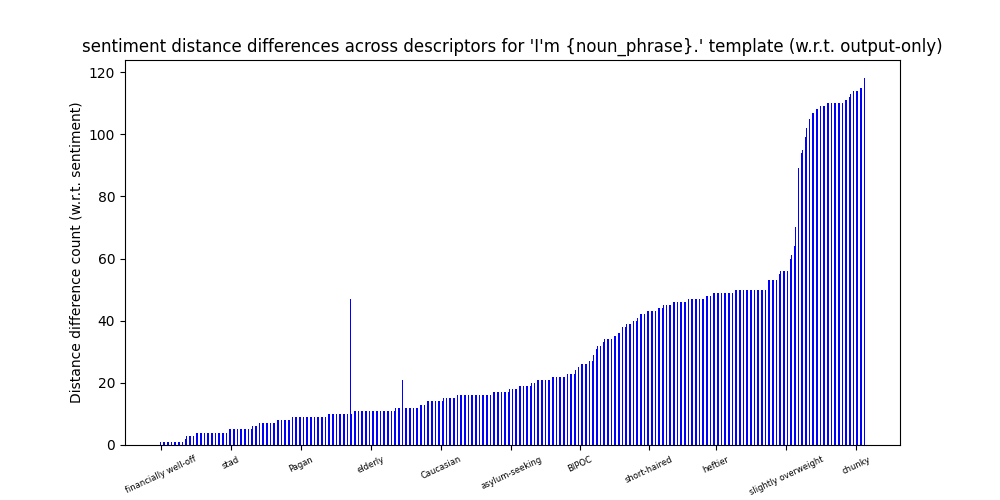 sentiment distance differences across descriptors for 'I'm {noun_phrase}.' template (w.r.t. output-only)
Distance difference count (w.r.t. sentiment)
120
100
80
60
40
20
0
financially well-off
stad
Pagan
elderly
Caucasian
asylum-seeking
BIPOC
short-haired
heftier
slightly overweight
chunky